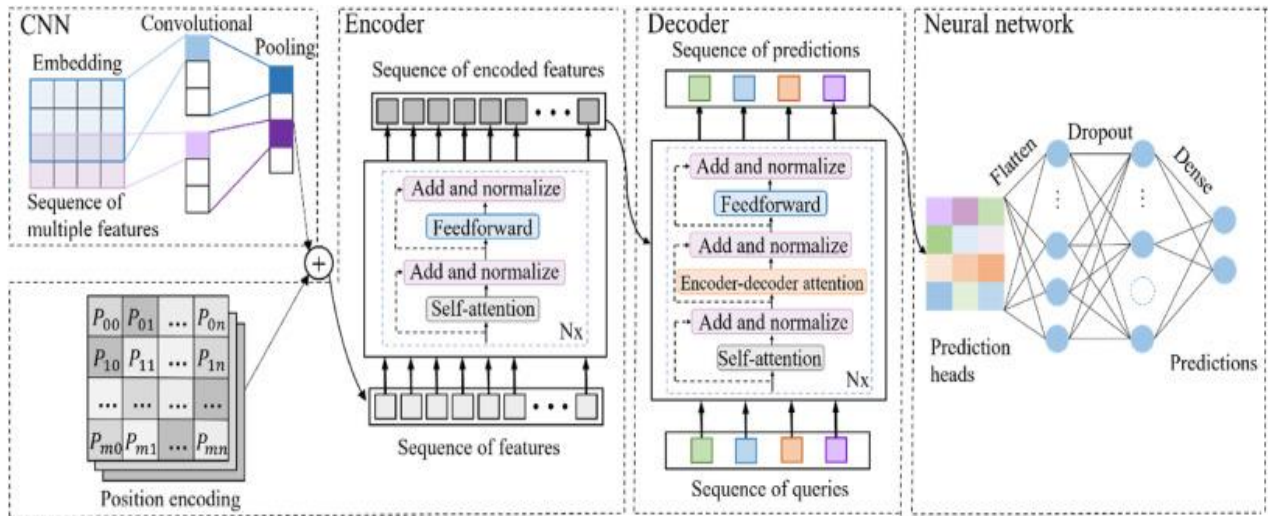 CNN
Convolutional
Pooling
Embedding
Sequence of
multiple features
+
P00 P01 ... P0n
P10 P11 ... P1n
... ... ... ...
Pm0 Pm1 ... Pmn
Position encoding
Encoder
Sequence of encoded features
...
Add and normalize
Feedforward
Add and normalize
Self-attention
Nx
...
Sequence of features
Decoder
Sequence of predictions
Add and normalize
Feedforward
Add and normalize
Encoder-decoder attention
Add and normalize
Self-attention
Nx
Sequence of queries
Neural network
Flatten
Dropout
Dense
Prediction
heads
Predictions